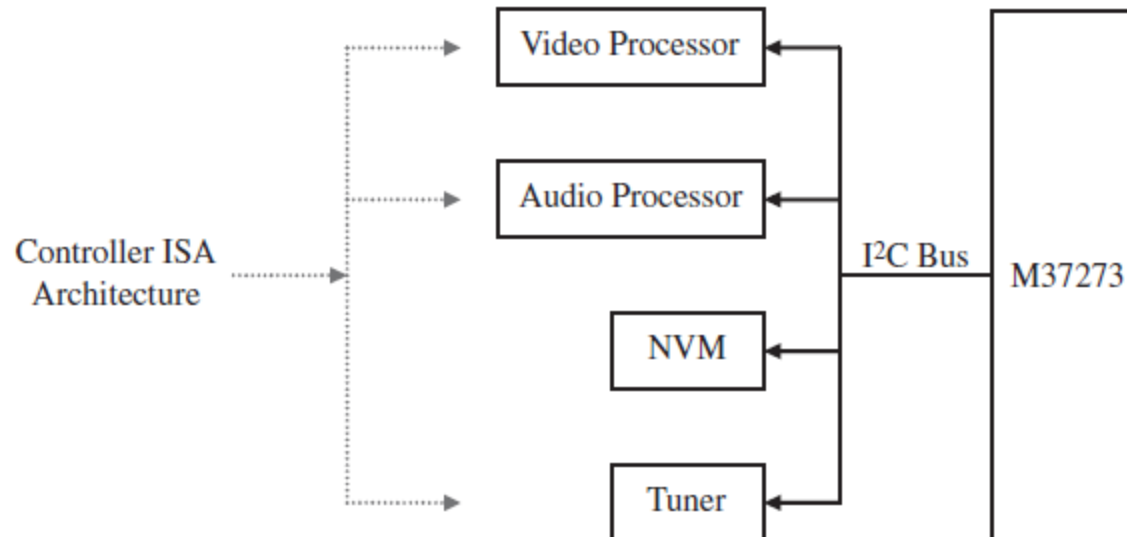 Video Processor
Audio Processor
Controller ISA
Architecture
I²C Bus
M37273
NVM
Tuner